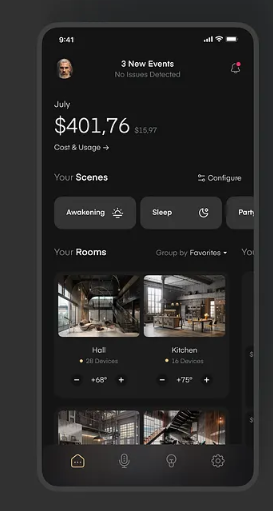 9:41
3 New Events
No Issues Detected
July
$401,76 $15,97
Cost & Usage →
Your Scenes
Configure
Awakening
Sleep
Party
Your Rooms
Group by Favorites
You
Hall
28 Devices
Kitchen
16 Devices
− +68° +
− +75° +